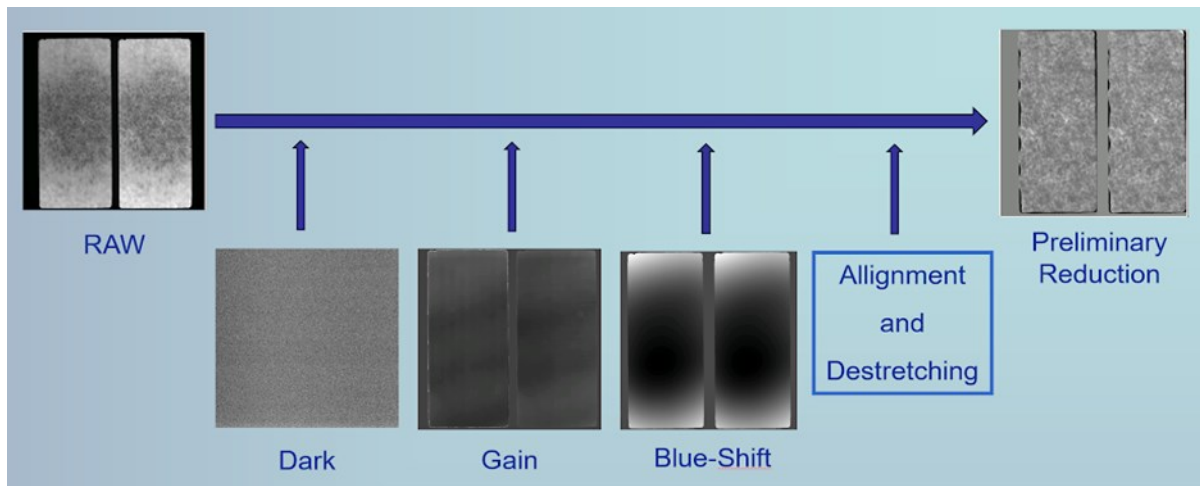 RAW
Preliminary
Reduction
Allignment
and
Destretching
Dark
Gain
Blue-Shift